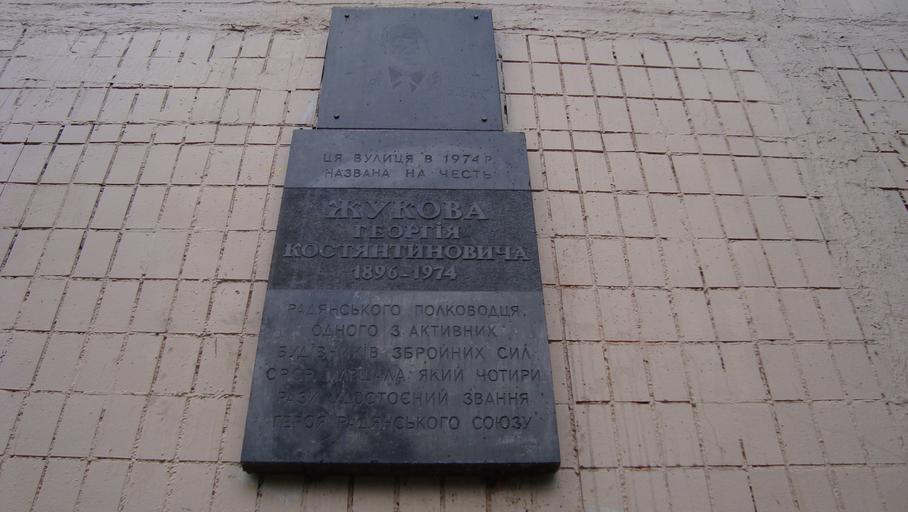 ЦЯ ВУЛИЦЯ В 1974 Р.
НАЗВАНА НА ЧЕСТЬ
ЖУКОВА
ГЕОРГІЯ
КОСТЯНТИНОВИЧА
1896-1974
РАДЯНСЬКОГО ПОЛКОВОДЦЯ,
ОДНОГО З АКТИВНИХ
БУДІВНИКІВ ЗБРОЙНИХ СИЛ
СРСР МАРШАЛА ЯКИЙ ЧОТИРИ
РАЗИ УДОСТОЄНИЙ ЗВАННЯ
ГЕРОЯ РАДЯНСЬКОГО СОЮЗУ